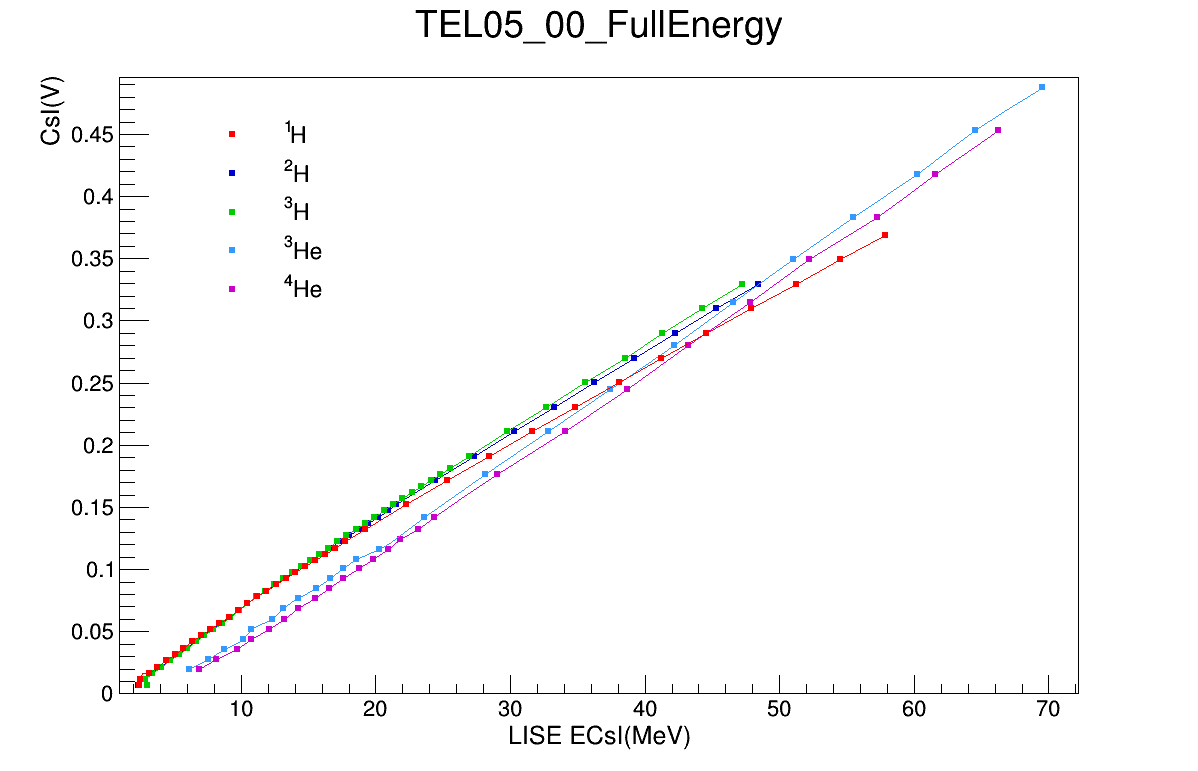 TEL05_00_FullEnergy
CsI(V)
¹H
²H
³H
³He
⁴He
0.45
0.4
0.35
0.3
0.25
0.2
0.15
0.1
0.05
0
10 20 30 40 50 60 70
LISE ECsI(MeV)